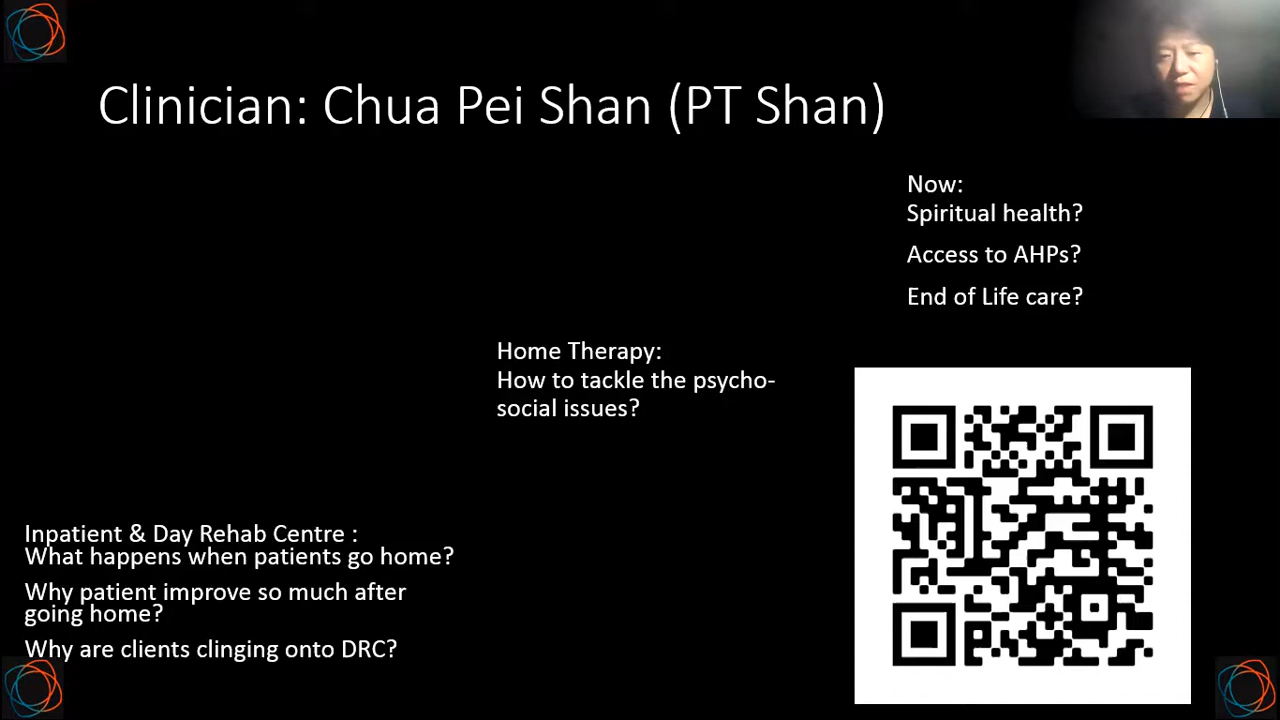 Clinician: Chua Pei Shan (PT Shan)
Now:
Spiritual health?
Access to AHPs?
End of Life care?
Home Therapy:
How to tackle the psycho-
social issues?
Inpatient & Day Rehab Centre :
What happens when patients go home?
Why patient improve so much after
going home?
Why are clients clinging onto DRC?